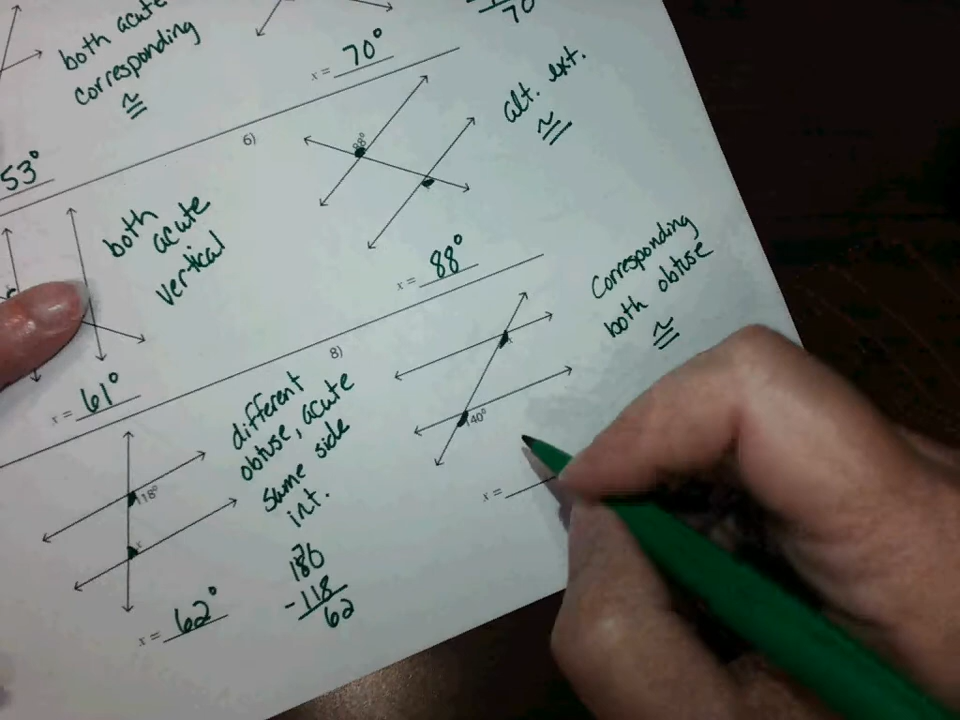 both acute
corresponding
≅
x = 70°
70
53°
6)
88°
alt. ext.
≅
both
acute
vertical
x = 88°
x = 61°
8)
Corresponding
both obtuse
≅
x
140°
x =
different
obtuse, acute
same side
int.
118°
x
180
-118
62
x = 62°